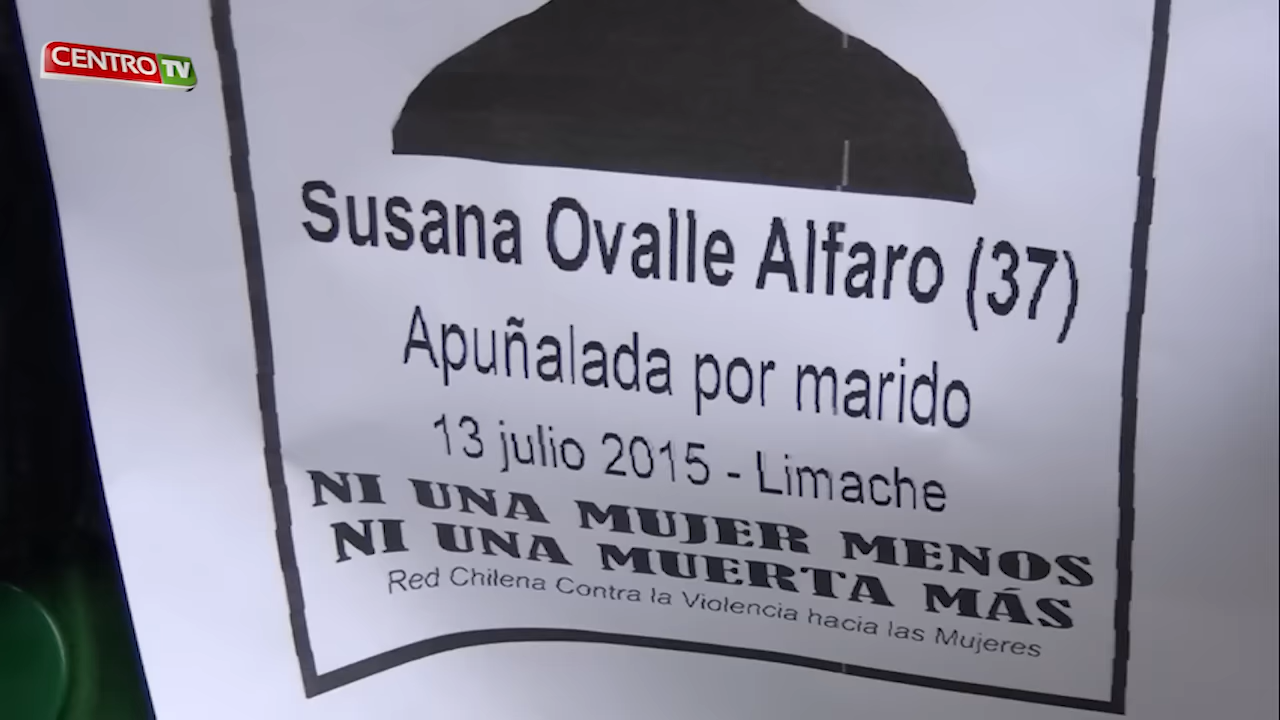 CENTRO TV
Susana Ovalle Alfaro (37)
Apuñalada por marido
13 julio 2015 - Limache
NI UNA MUJER MENOS
NI UNA MUERTA MÁS
Red Chilena Contra la Violencia hacia las Mujeres